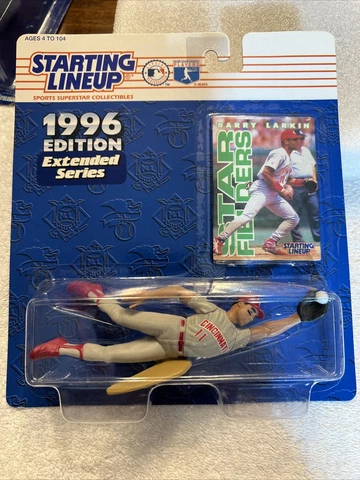 AGES 4 TO 104
STARTING
LINEUP
SPORTS SUPERSTAR COLLECTIBLES
PLAYERS
1996
EDITION
Extended
Series
BARRY LARKIN
STAR
FIELDERS
STARTING
LINEUP
CINCINNATI
11